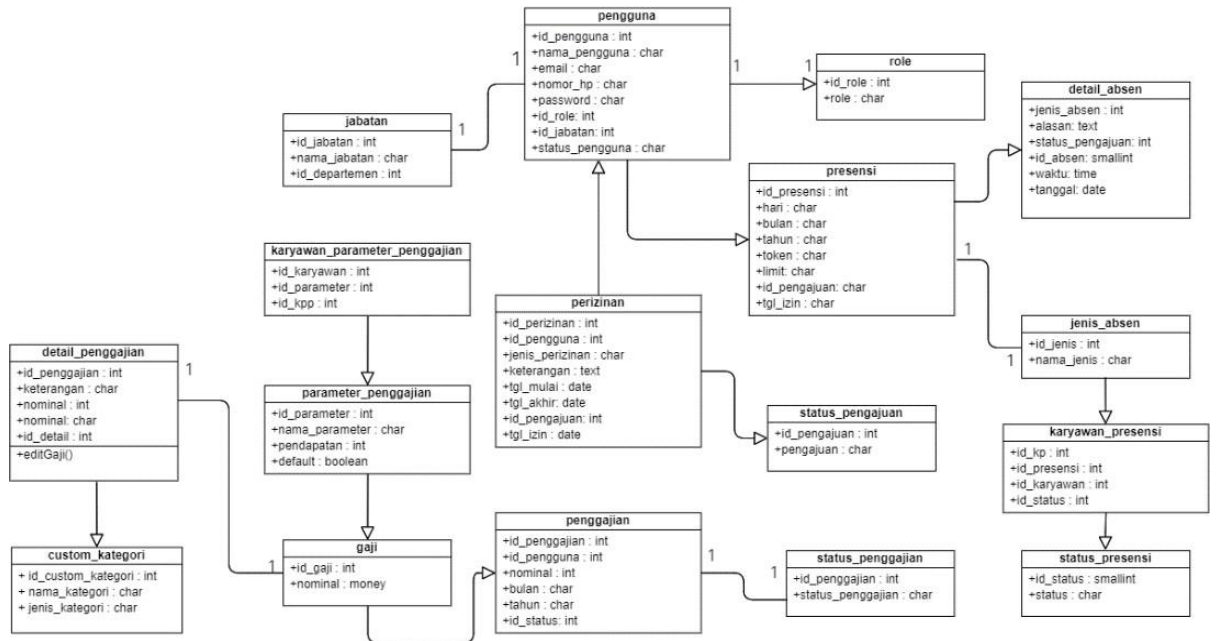 pengguna
+id_pengguna : int
+nama_pengguna : char
+email : char
+nomor_hp : char
+password : char
+id_role: int
+id_jabatan: int
+status_pengguna : char
1
1
1
role
+id_role : int
+role : char
detail_absen
+jenis_absen : int
+alasan: text
+status_pengajuan: int
+id_absen: smallint
+waktu: time
+tanggal: date
jabatan
+id_jabatan : int
+nama_jabatan : char
+id_departemen : int
1
presensi
+id_presensi : int
+hari : char
+bulan : char
+tahun : char
+token : char
+limit: char
+id_pengajuan: char
+tgl_izin : char
1
karyawan_parameter_penggajian
+id_karyawan : int
+id_parameter : int
+id_kpp : int
perizinan
+id_perizinan : int
+id_pengguna : int
+jenis_perizinan : char
+keterangan : text
+tgl_mulai : date
+tgl_akhir: date
+id_pengajuan: int
+tgl_izin : date
jenis_absen
+id_jenis : int
+nama_jenis : char
1
detail_penggajian
+id_penggajian : int
+keterangan : char
+nominal : int
+nominal: char
+id_detail : int
+editGaji()
1
parameter_penggajian
+id_parameter : int
+nama_parameter : char
+pendapatan : int
+default : boolean
status_pengajuan
+id_pengajuan : int
+pengajuan : char
karyawan_presensi
+id_kp : int
+id_presensi : int
+id_karyawan : int
+id_status : int
custom_kategori
+ id_custom_kategori : int
+ nama_kategori : char
+ jenis_kategori : char
1
gaji
+id_gaji : int
+nominal : money
penggajian
+id_penggajian : int
+id_pengguna : int
+nominal : int
+bulan : char
+tahun : char
+id_status: int
1
1
status_penggajian
+id_penggajian : int
+status_penggajian : char
status_presensi
+id_status : smallint
+status : char